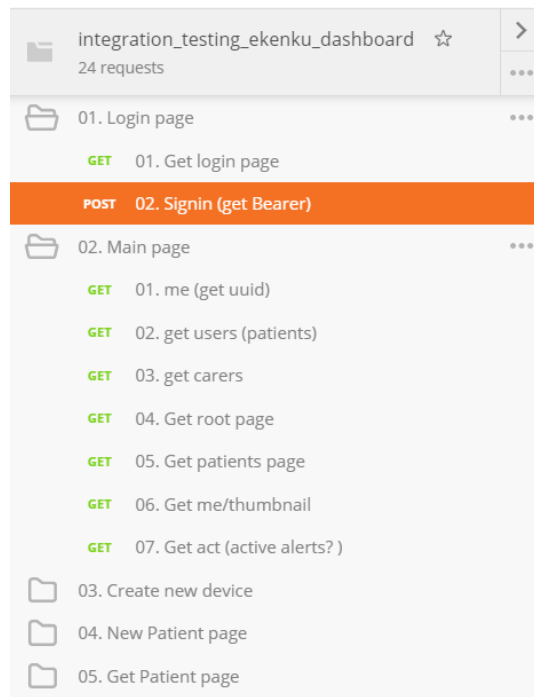 integration_testing_ekenku_dashboard
24 requests
01. Login page
GET 01. Get login page
POST 02. Signin (get Bearer)
02. Main page
GET 01. me (get uuid)
GET 02. get users (patients)
GET 03. get carers
GET 04. Get root page
GET 05. Get patients page
GET 06. Get me/thumbnail
GET 07. Get act (active alerts? )
03. Create new device
04. New Patient page
05. Get Patient page